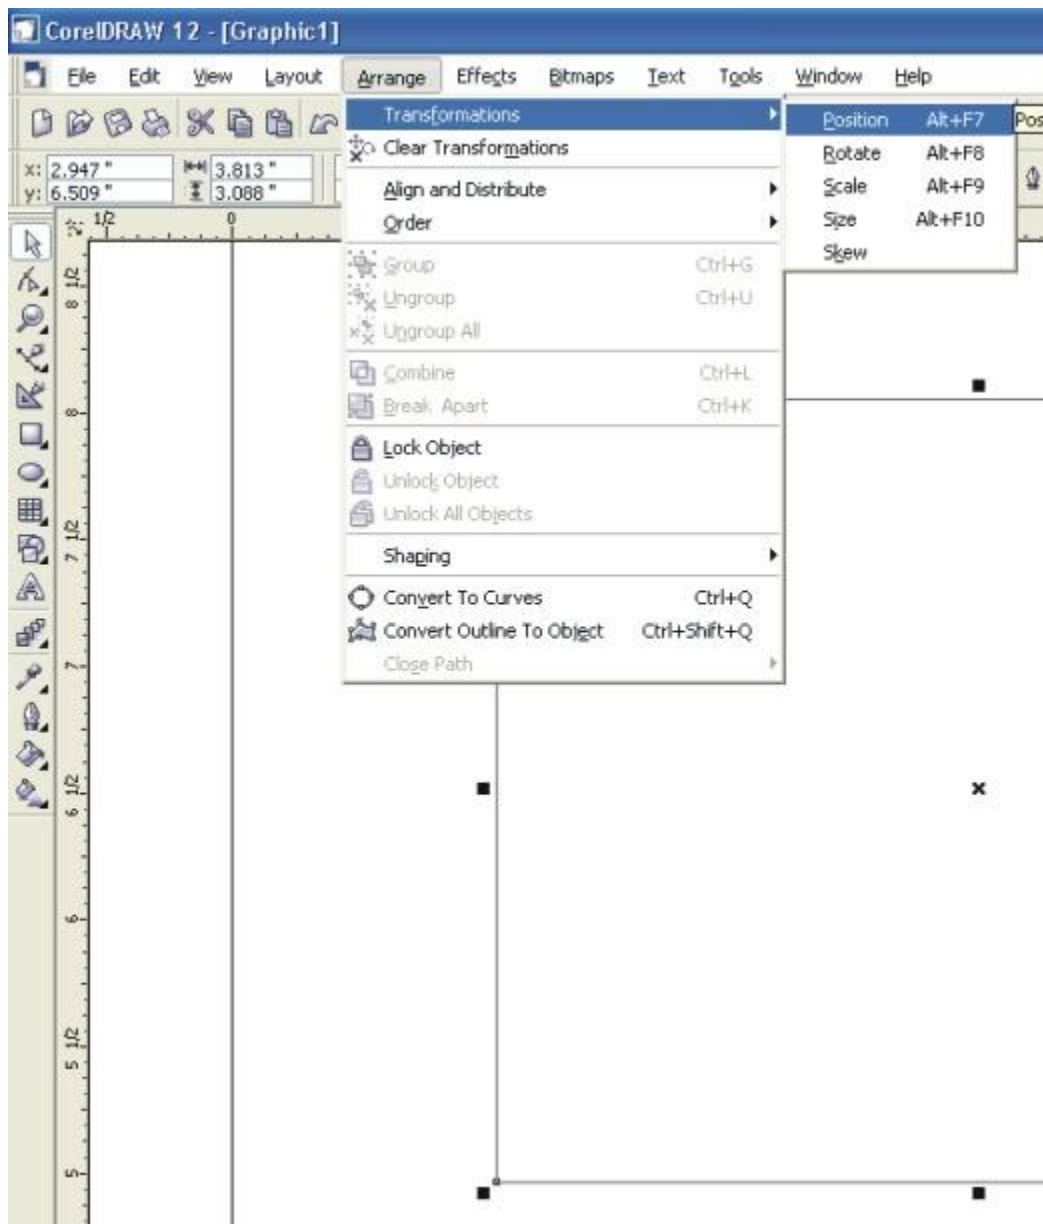 CorelDRAW 12 - [Graphic1]
File Edit View Layout Arrange Effects Bitmaps Text Tools Window Help
x: 2.947 " 3.813 "
y: 6.509 " 3.088 "
Transformations
Clear Transformations
Align and Distribute
Order
Group Ctrl+G
Ungroup Ctrl+U
Ungroup All
Combine Ctrl+L
Break Apart Ctrl+K
Lock Object
Unlock Object
Unlock All Objects
Shaping
Convert To Curves Ctrl+Q
Convert Outline To Object Ctrl+Shift+Q
Close Path
Position Alt+F7
Rotate Alt+F8
Scale Alt+F9
Size Alt+F10
Skew
Pos
1/2 0
8 1/2
8
7 1/2
7
6 1/2
6
5 1/2
5